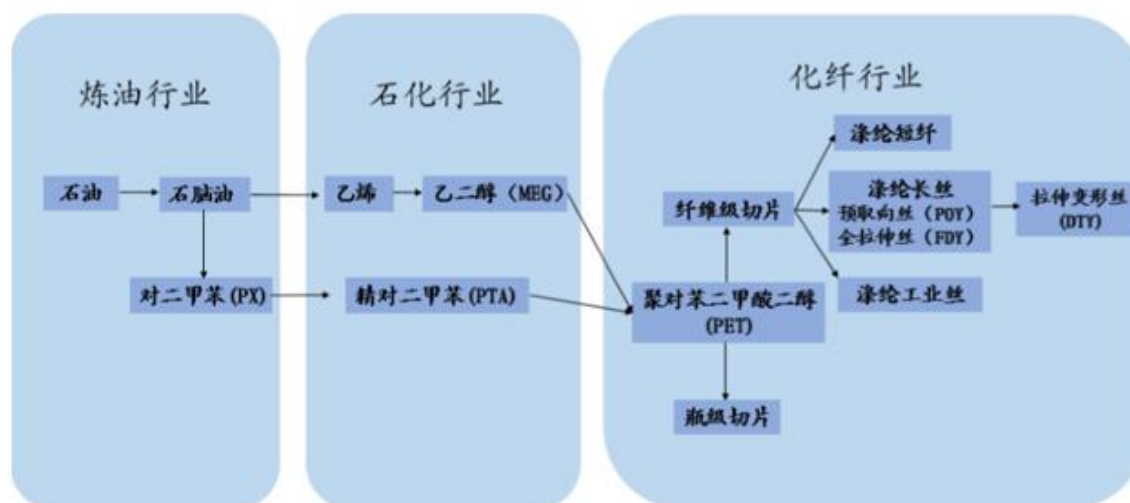 炼油行业
石化行业
化纤行业
石油
石脑油
乙烯
乙二醇（MEG）
对二甲苯(PX)
精对二甲苯(PTA)
纤维级切片
涤纶短纤
涤纶长丝
预取向丝（POY）
全拉伸丝（FDY）
拉伸变形丝
(DTY)
涤纶工业丝
聚对苯二甲酸二醇
(PET)
瓶级切片